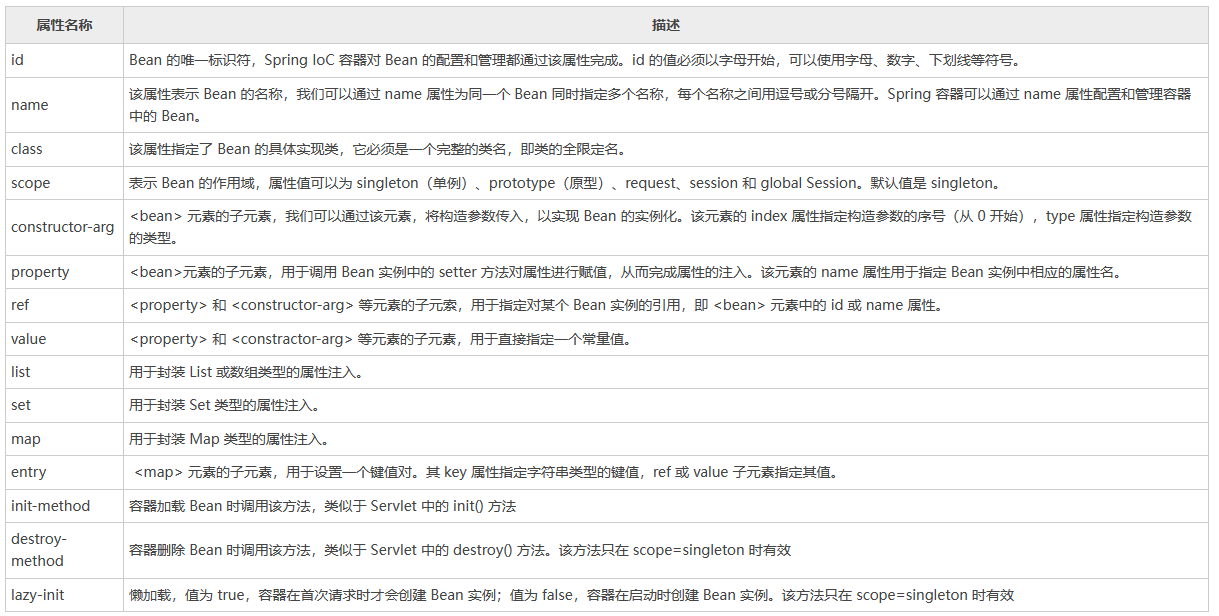 属性名称 描述
id Bean 的唯一标识符，Spring IoC 容器对 Bean 的配置和管理都通过该属性完成。id 的值必须以字母开始，可以使用字母、数字、下划线等符号。
name 该属性表示 Bean 的名称，我们可以通过 name 属性为同一个 Bean 同时指定多个名称，每个名称之间用逗号或分号隔开。Spring 容器可以通过 name 属性配置和管理容器
中的 Bean。
class 该属性指定了 Bean 的具体实现类，它必须是一个完整的类名，即类的全限定名。
scope 表示 Bean 的作用域，属性值可以为 singleton（单例）、prototype（原型）、request、session 和 global Session。默认值是 singleton。
constructor-arg <bean> 元素的子元素，我们可以通过该元素，将构造参数传入，以实现 Bean 的实例化。该元素的 index 属性指定构造参数的序号（从 0 开始），type 属性指定构造参数
的类型。
property <bean>元素的子元素，用于调用 Bean 实例中的 setter 方法对属性进行赋值，从而完成属性的注入。该元素的 name 属性用于指定 Bean 实例中相应的属性名。
ref <property> 和 <constructor-arg> 等元素的子元索，用于指定对某个 Bean 实例的引用，即 <bean> 元素中的 id 或 name 属性。
value <property> 和 <constractor-arg> 等元素的子元素，用于直接指定一个常量值。
list 用于封装 List 或数组类型的属性注入。
set 用于封装 Set 类型的属性注入。
map 用于封装 Map 类型的属性注入。
entry <map> 元素的子元素，用于设置一个键值对。其 key 属性指定字符串类型的键值，ref 或 value 子元素指定其值。
init-method 容器加载 Bean 时调用该方法，类似于 Servlet 中的 init() 方法
destroy-
method 容器删除 Bean 时调用该方法，类似于 Servlet 中的 destroy() 方法。该方法只在 scope=singleton 时有效
lazy-init 懒加载，值为 true，容器在首次请求时才会创建 Bean 实例；值为 false，容器在启动时创建 Bean 实例。该方法只在 scope=singleton 时有效